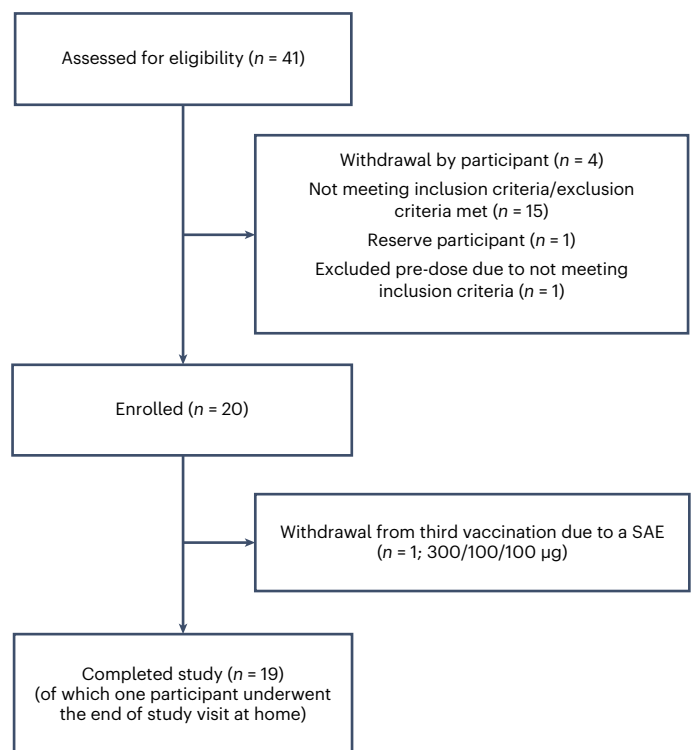 Assessed for eligibility (n = 41)
Withdrawal by participant (n = 4)
Not meeting inclusion criteria/exclusion
criteria met (n = 15)
Reserve participant (n = 1)
Excluded pre-dose due to not meeting
inclusion criteria (n = 1)
Enrolled (n = 20)
Withdrawal from third vaccination due to a SAE
(n = 1; 300/100/100 µg)
Completed study (n = 19)
(of which one participant underwent
the end of study visit at home)